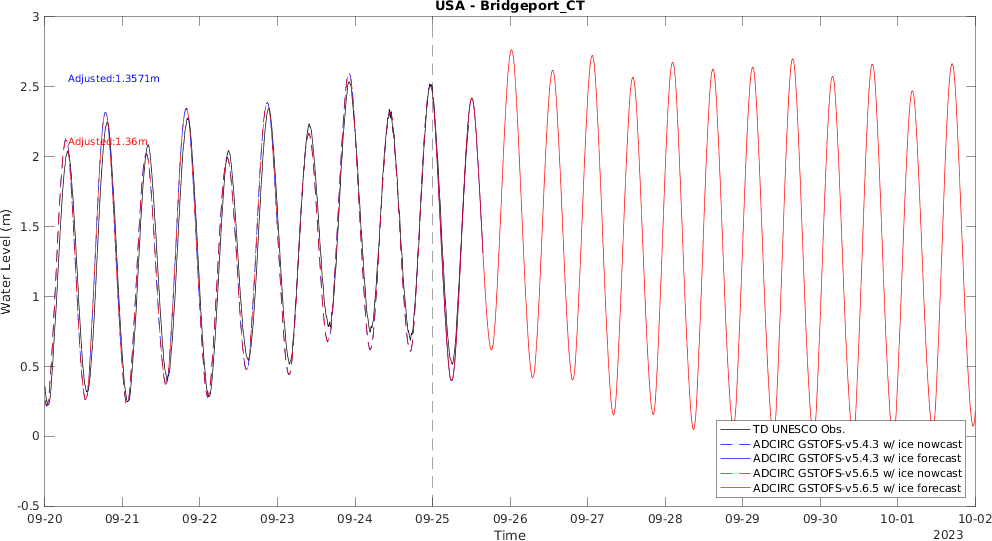 USA - Bridgeport_CT
3
2.5
2
1.5
1
0.5
0
-0.5
Water Level (m)
Adjusted:1.3571m
Adjusted:1.36m
TD UNESCO Obs.
ADCIRC GSTOFS-v5.4.3 w/ ice nowcast
ADCIRC GSTOFS-v5.4.3 w/ ice forecast
ADCIRC GSTOFS-v5.6.5 w/ ice nowcast
ADCIRC GSTOFS-v5.6.5 w/ ice forecast
09-20 09-21 09-22 09-23 09-24 09-25 09-26 09-27 09-28 09-29 09-30 10-01 10-02
Time
2023